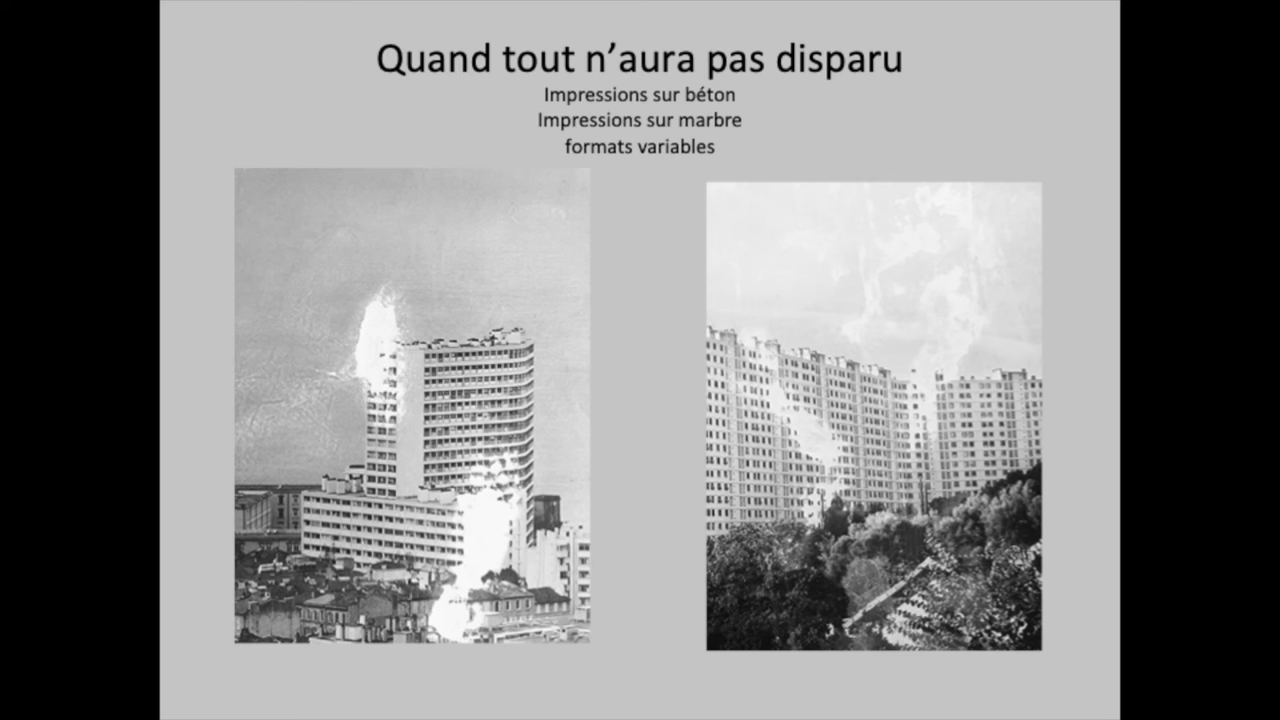 Quand tout n’aura pas disparu
Impressions sur béton
Impressions sur marbre
formats variables